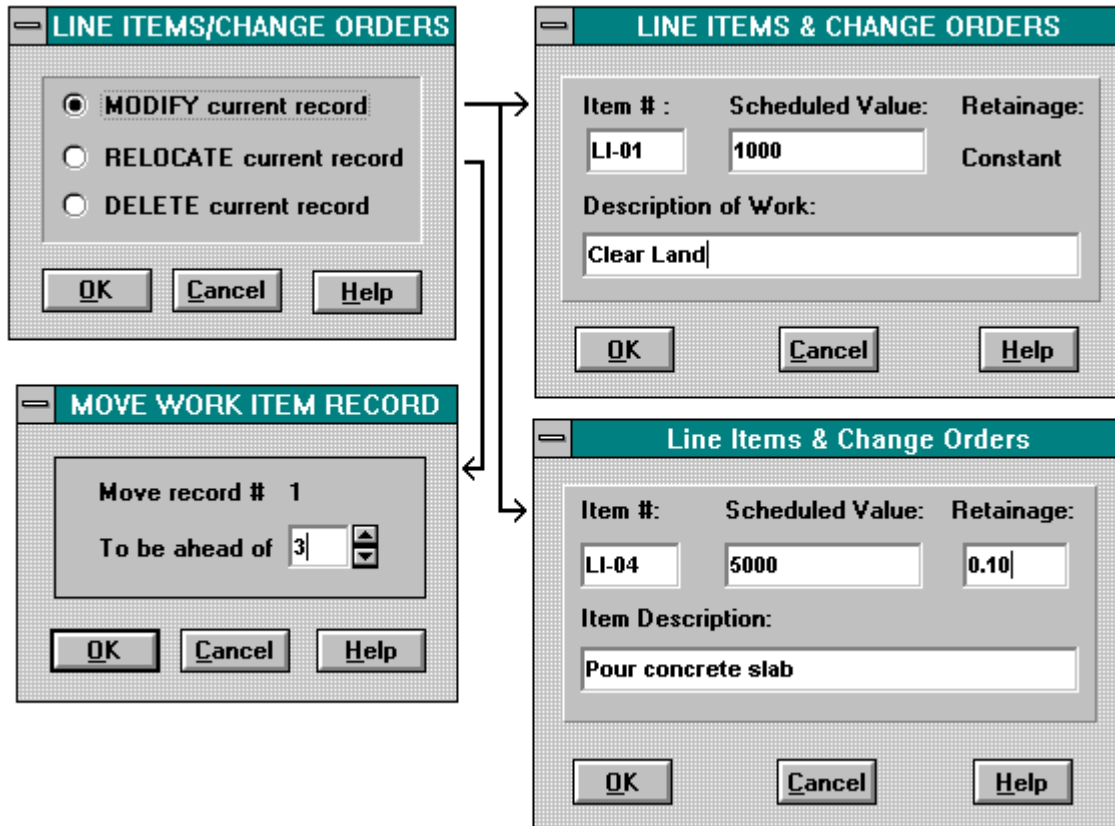 LINE ITEMS/CHANGE ORDERS
MODIFY current record
RELOCATE current record
DELETE current record
OK Cancel Help
LINE ITEMS & CHANGE ORDERS
Item # : Scheduled Value: Retainage:
LI-01 1000 Constant
Description of Work:
Clear Land
OK Cancel Help
MOVE WORK ITEM RECORD
Move record # 1
To be ahead of 3
OK Cancel Help
Line Items & Change Orders
Item #: Scheduled Value: Retainage:
LI-04 5000 0.10
Item Description:
Pour concrete slab
OK Cancel Help